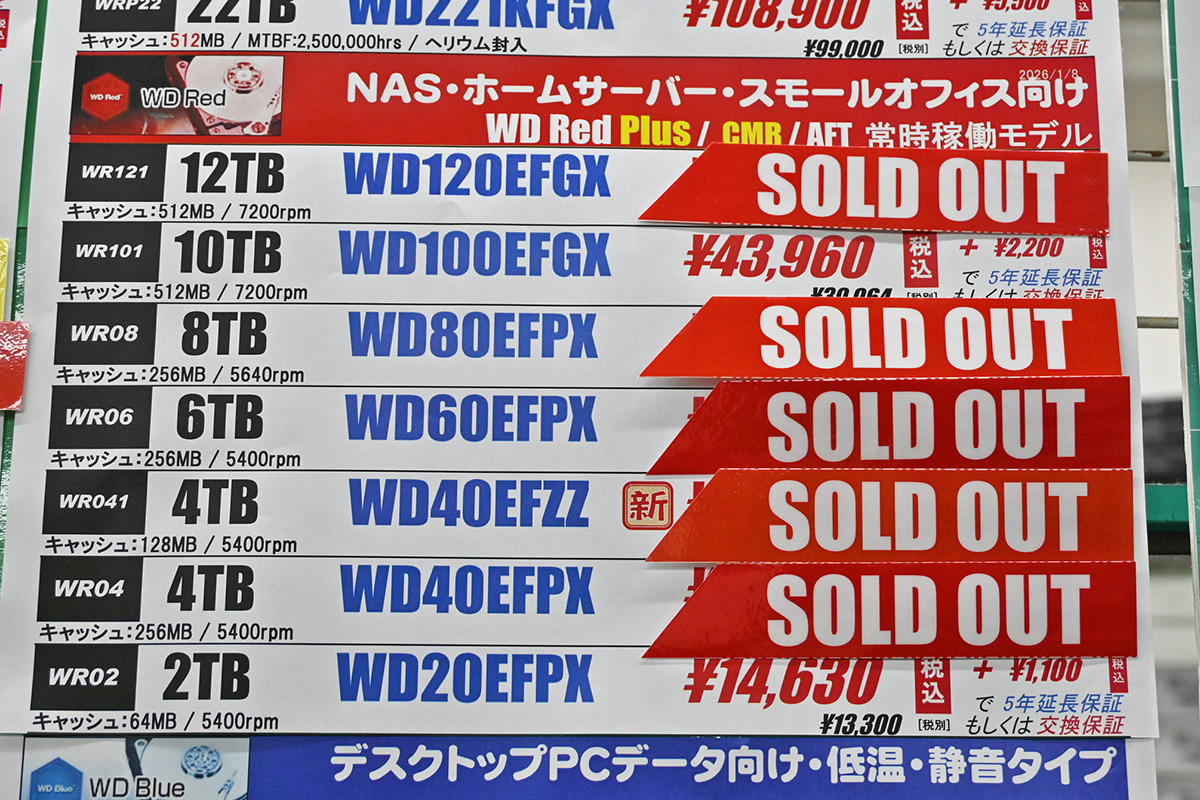 WRP22 22TB WD221KFGX ¥108,900 税込 + ¥5,500
キャッシュ:512MB / MTBF:2,500,000hrs / ヘリウム封入 ¥99,000 [税別] で 5年延長保証 もしくは 交換保証
2026/1/8
WD Red WD Red NAS・ホームサーバー・スモールオフィス向け
WD Red Plus / CMR / AFT 常時稼働モデル
WR121 12TB WD120EFGX SOLD OUT
キャッシュ:512MB / 7200rpm
WR101 10TB WD100EFGX ¥43,960 税込 + ¥2,200
で 5年延長保証
キャッシュ:512MB / 7200rpm ¥39,964 [税別] もしくは 交換保証
WR08 8TB WD80EFPX SOLD OUT
キャッシュ:256MB / 5640rpm
WR06 6TB WD60EFPX SOLD OUT
キャッシュ:256MB / 5400rpm
WR041 4TB WD40EFZZ 新 SOLD OUT
キャッシュ:128MB / 5400rpm
WR04 4TB WD40EFPX SOLD OUT
キャッシュ:256MB / 5400rpm
WR02 2TB WD20EFPX ¥14,630 税込 + ¥1,100 税込
で 5年延長保証
キャッシュ:64MB / 5400rpm ¥13,300 [税別] もしくは 交換保証
WD Blue WD Blue デスクトップPCデータ向け・低温・静音タイプ